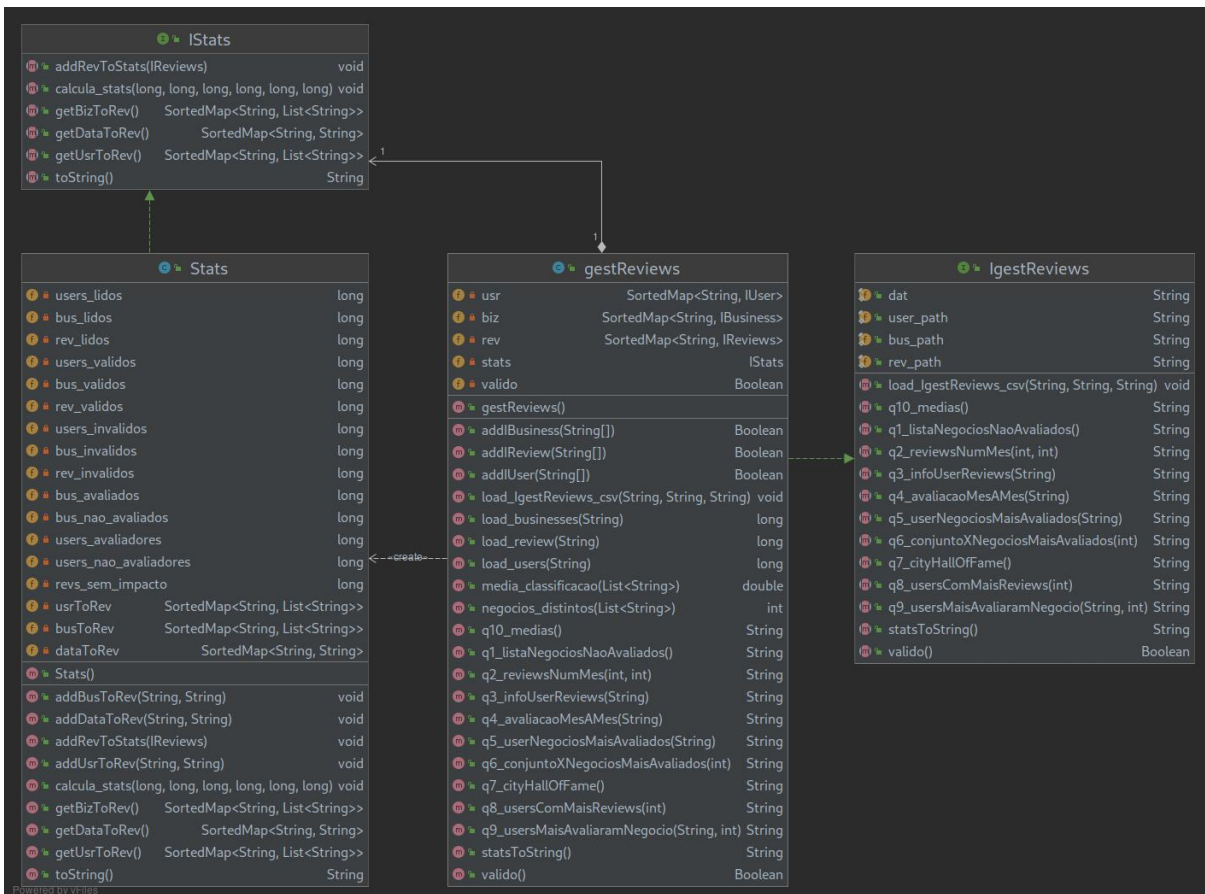 IStats
addRevToStats(IReviews) void
calcula_stats(long, long, long, long, long, long) void
getBizToRev() SortedMap<String, List<String>>
getDataToRev() SortedMap<String, String>
getUsrToRev() SortedMap<String, List<String>>
toString() String
1
1
Stats
users_lidos long
bus_lidos long
rev_lidos long
users_validos long
bus_validos long
rev_validos long
users_invalidos long
bus_invalidos long
rev_invalidos long
bus_avaliados long
bus_nao_avaliados long
users_avaliadores long
users_nao_avaliadores long
revs_sem_impacto long
usrToRev SortedMap<String, List<String>>
busToRev SortedMap<String, List<String>>
dataToRev SortedMap<String, String>
Stats()
addBusToRev(String, String) void
addDataToRev(String, String) void
addRevToStats(IReviews) void
addUsrToRev(String, String) void
calcula_stats(long, long, long, long, long, long) void
getBizToRev() SortedMap<String, List<String>>
getDataToRev() SortedMap<String, String>
getUsrToRev() SortedMap<String, List<String>>
toString() String
«create»
gestReviews
usr SortedMap<String, IUser>
biz SortedMap<String, IBusiness>
rev SortedMap<String, IReviews>
stats IStats
valido Boolean
gestReviews()
addIBusiness(String[]) Boolean
addIReview(String[]) Boolean
addIUser(String[]) Boolean
load_IgestReviews_csv(String, String, String) void
load_businesses(String) long
load_review(String) long
load_users(String) long
media_classificacao(List<String>) double
negocios_distintos(List<String>) int
q10_medias() String
q1_listaNegociosNaoAvaliados() String
q2_reviewsNumMes(int, int) String
q3_infoUserReviews(String) String
q4_avaliacaoMesAMes(String) String
q5_userNegociosMaisAvaliados(String) String
q6_conjuntoXNegociosMaisAvaliados(int) String
q7_cityHallOfFame() String
q8_usersComMaisReviews(int) String
q9_usersMaisAvaliaramNegocio(String, int) String
statsToString() String
valido() Boolean
IgestReviews
dat String
user_path String
bus_path String
rev_path String
load_IgestReviews_csv(String, String, String) void
q10_medias() String
q1_listaNegociosNaoAvaliados() String
q2_reviewsNumMes(int, int) String
q3_infoUserReviews(String) String
q4_avaliacaoMesAMes(String) String
q5_userNegociosMaisAvaliados(String) String
q6_conjuntoXNegociosMaisAvaliados(int) String
q7_cityHallOfFame() String
q8_usersComMaisReviews(int) String
q9_usersMaisAvaliaramNegocio(String, int) String
statsToString() String
valido() Boolean
Powered by yFiles